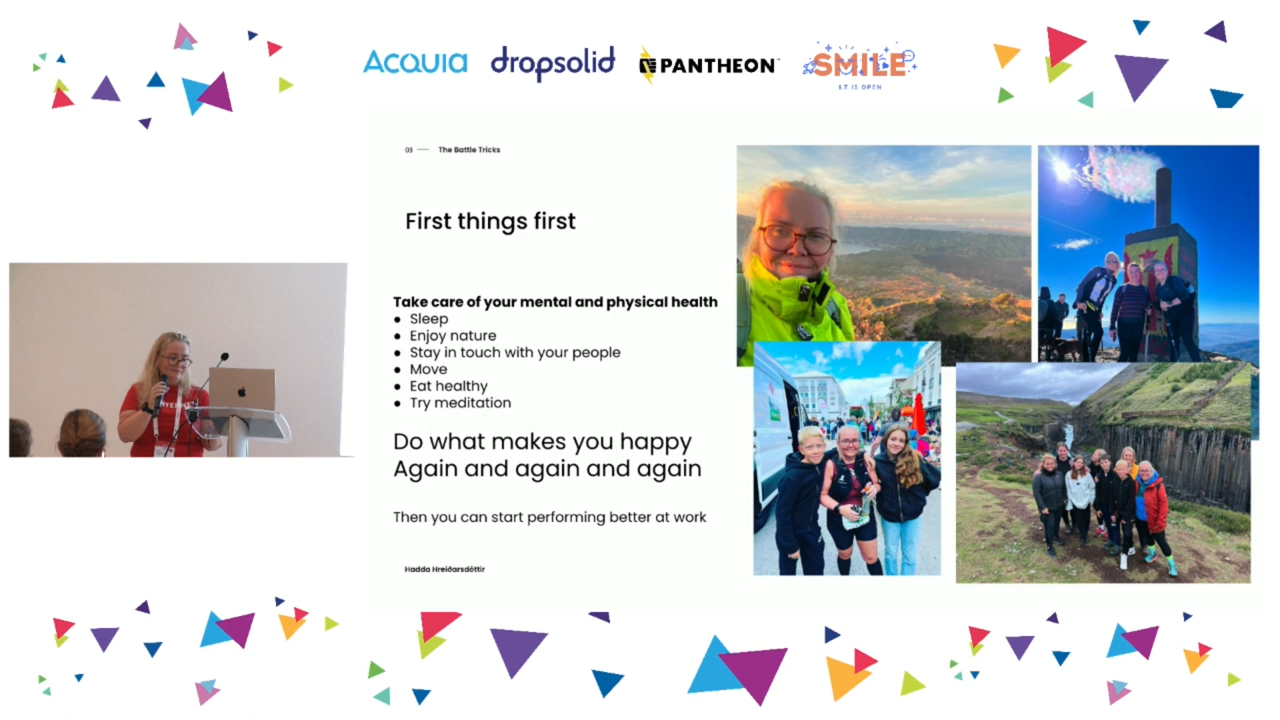 ACQUIA
dropsolid
PANTHEON
SMILE
I.T IS OPEN
03 — The Battle Tricks
First things first
Take care of your mental and physical health
● Sleep
● Enjoy nature
● Stay in touch with your people
● Move
● Eat healthy
● Try meditation
Do what makes you happy
Again and again and again
Then you can start performing better at work
Hadda Hreiðarsdóttir